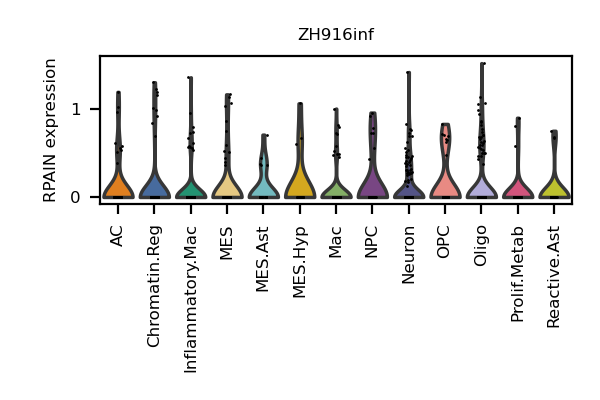 ZH916inf
RPAIN expression
1
0
AC
Chromatin.Reg
Inflammatory.Mac
MES
MES.Ast
MES.Hyp
Mac
NPC
Neuron
OPC
Oligo
Prolif.Metab
Reactive.Ast